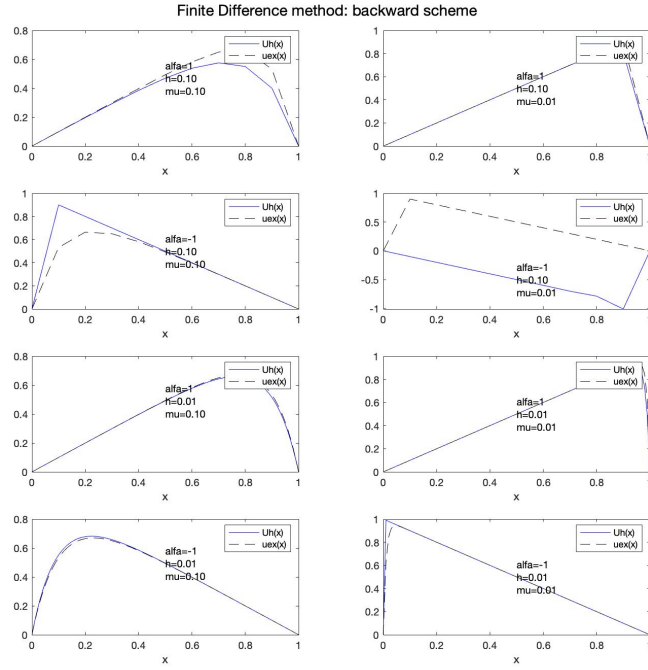 Finite Difference method: backward scheme
0.8
0.6
0.4
0.2
0
0 0.2 0.4 0.6 0.8 1
x
alfa=1
h=0.10
mu=0.10
Uh(x)
uex(x)
1
0.8
0.6
0.4
0.2
0
0 0.2 0.4 0.6 0.8 1
x
alfa=1
h=0.10
mu=0.01
Uh(x)
uex(x)
1
0.8
0.6
0.4
0.2
0
0 0.2 0.4 0.6 0.8 1
x
alfa=-1
h=0.10
mu=0.10
Uh(x)
uex(x)
1
0.5
0
-0.5
-1
0 0.2 0.4 0.6 0.8 1
x
alfa=-1
h=0.10
mu=0.01
Uh(x)
uex(x)
0.8
0.6
0.4
0.2
0
0 0.2 0.4 0.6 0.8 1
x
alfa=1
h=0.01
mu=0.10
Uh(x)
uex(x)
1
0.8
0.6
0.4
0.2
0
0 0.2 0.4 0.6 0.8 1
x
alfa=1
h=0.01
mu=0.01
Uh(x)
uex(x)
0.8
0.6
0.4
0.2
0
0 0.2 0.4 0.6 0.8 1
x
alfa=-1
h=0.01
mu=0.10
Uh(x)
uex(x)
1
0.8
0.6
0.4
0.2
0
0 0.2 0.4 0.6 0.8 1
x
alfa=-1
h=0.01
mu=0.01
Uh(x)
uex(x)